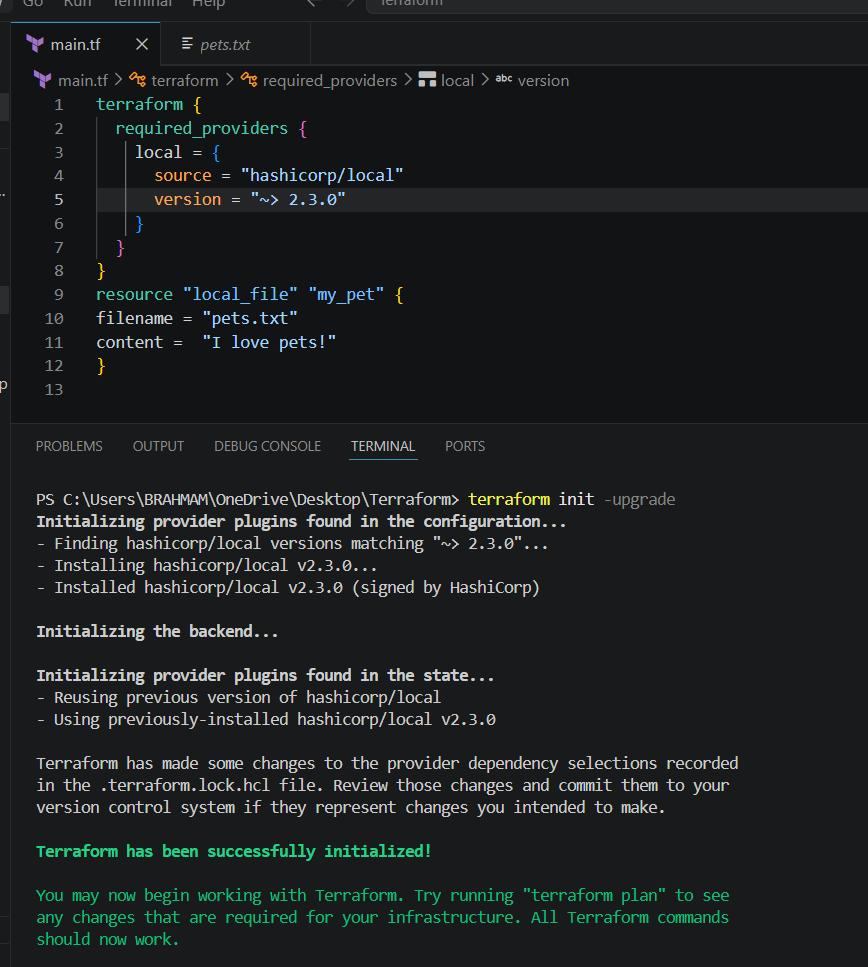 Go Run Terminal Help
Terraform
main.tf
pets.txt
main.tf > terraform > required_providers > local > abc version
1 terraform {
2   required_providers {
3     local = {
4       source = "hashicorp/local"
5       version = "~> 2.3.0"
6     }
7   }
8 }
9 resource "local_file" "my_pet" {
10 filename = "pets.txt"
11 content =  "I love pets!"
12 }
13
p
PROBLEMS OUTPUT DEBUG CONSOLE TERMINAL PORTS
PS C:\Users\BRAHMAM\OneDrive\Desktop\Terraform> terraform init -upgrade
Initializing provider plugins found in the configuration...
- Finding hashicorp/local versions matching "~> 2.3.0"...
- Installing hashicorp/local v2.3.0...
- Installed hashicorp/local v2.3.0 (signed by HashiCorp)
Initializing the backend...
Initializing provider plugins found in the state...
- Reusing previous version of hashicorp/local
- Using previously-installed hashicorp/local v2.3.0
Terraform has made some changes to the provider dependency selections recorded
in the .terraform.lock.hcl file. Review those changes and commit them to your
version control system if they represent changes you intended to make.
Terraform has been successfully initialized!
You may now begin working with Terraform. Try running "terraform plan" to see
any changes that are required for your infrastructure. All Terraform commands
should now work.